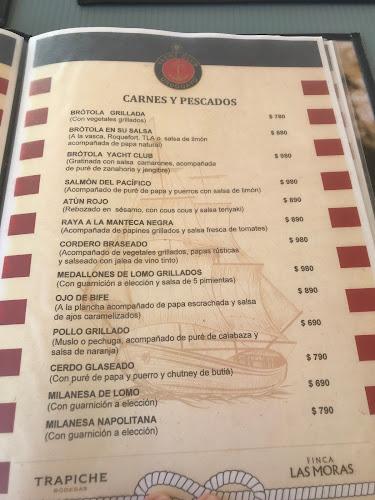 CARNES Y PESCADOS
BRÓTOLA GRILLADA $ 780
(Con vegetales grillados)
BRÓTOLA EN SU SALSA $ 880
(A la vasca, Roquefort, TLA o salsa de limón
acompañada de papa natural)
BRÓTOLA YACHT CLUB $ 980
(Gratinada con salsa camarones, acompañada
de puré de zanahoria y jengibre)
SALMÓN DEL PACÍFICO $ 980
(Acompañado de puré de papa y puerros con salsa de limón)
ATÚN ROJO $ 890
(Rebozado en sésamo, con cous cous y salsa teriyaki)
RAYA A LA MANTECA NEGRA $ 890
(Acompañada de papines grillados y salsa fresca de tomates)
CORDERO BRASEADO $ 980
(Acompañado de vegetales grillados, papas rústicas
y salseado con jalea de vino tinto)
MEDALLONES DE LOMO GRILLADOS $ 980
(Con guarnición a elección y salsa de 5 pimientas)
OJO DE BIFE $ 890
(A la plancha acompañado de papa escrachada y salsa
de ajos caramelizados)
POLLO GRILLADO $ 690
(Muslo o pechuga, acompañado de puré de calabaza y
salsa de naranja)
CERDO GLASEADO $ 790
(Con puré de papa y puerro y chutney de butiá)
MILANESA DE LOMO $ 690
(Con guarnición a elección)
MILANESA NAPOLITANA $ 790
(Con guarnición a elección)
TRAPICHE
BODEGAS
FINCA
LAS MORAS